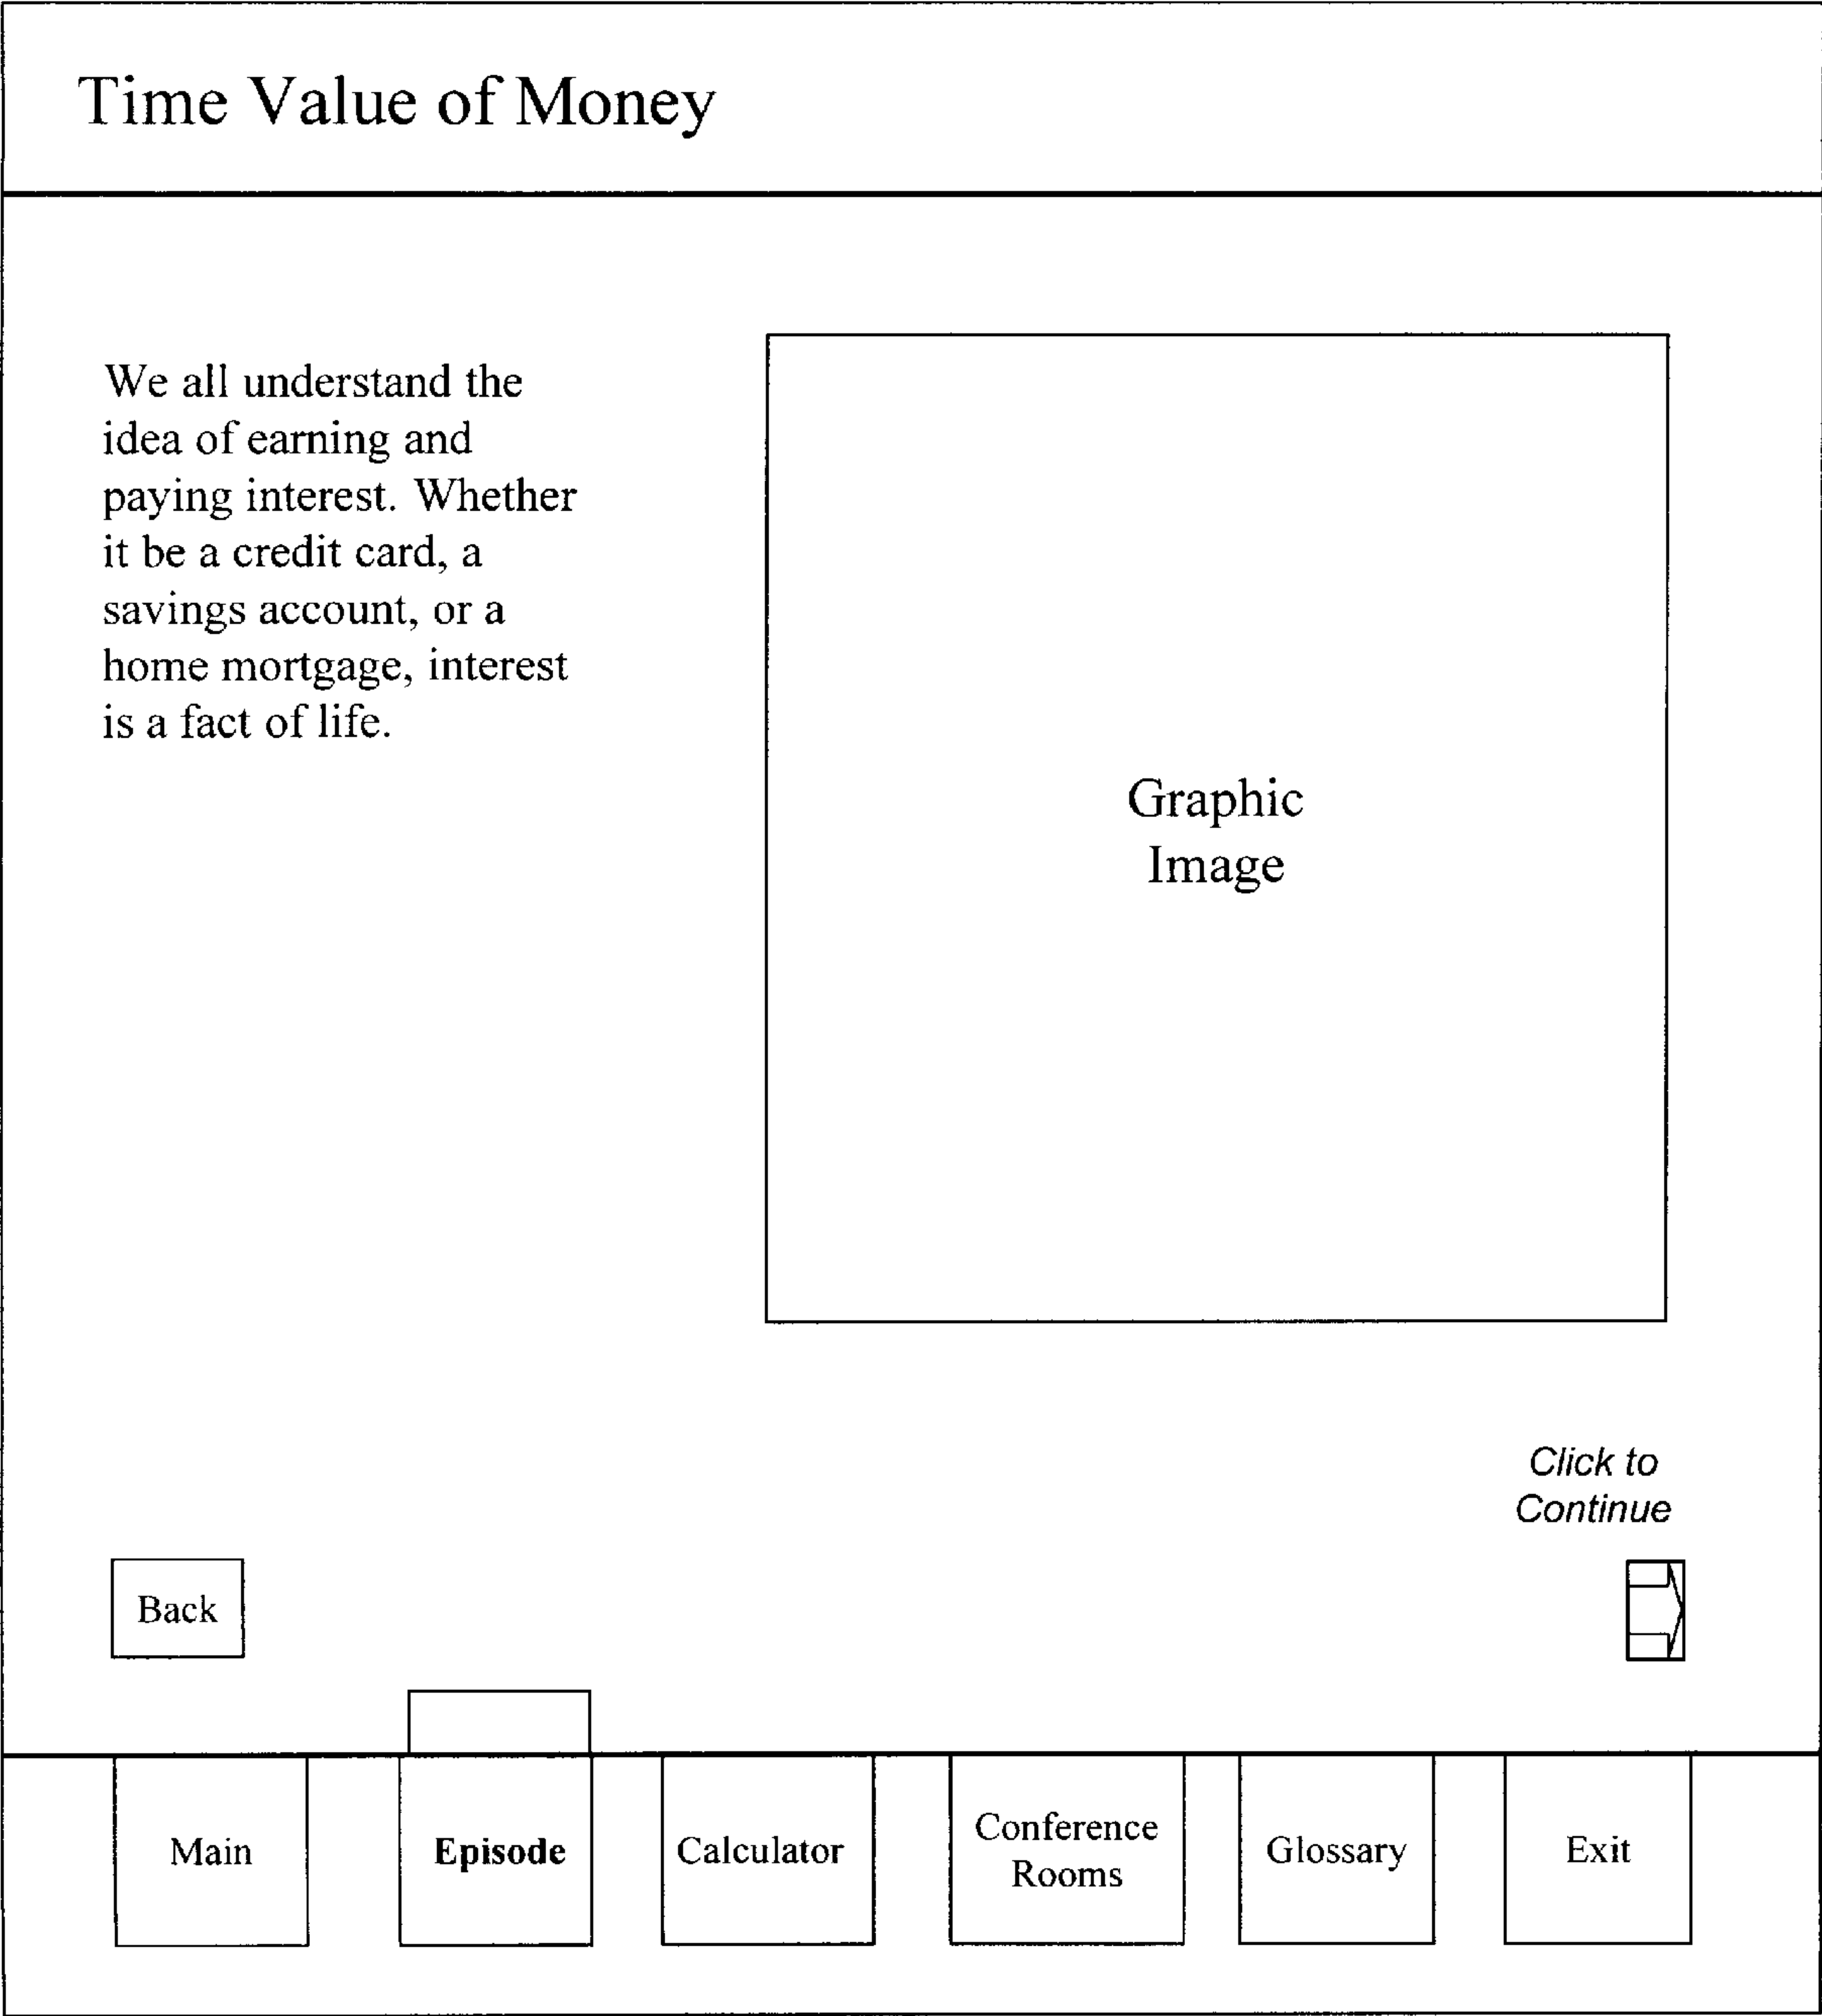 Time Value of Money
We all understand the
idea of earning and
paying interest. Whether
it be a credit card, a
savings account, or a
home mortgage, interest
is a fact of life.
Graphic
Image
Click to
Continue
Back
Main
Episode
Calculator
Conference
Rooms
Glossary
Exit